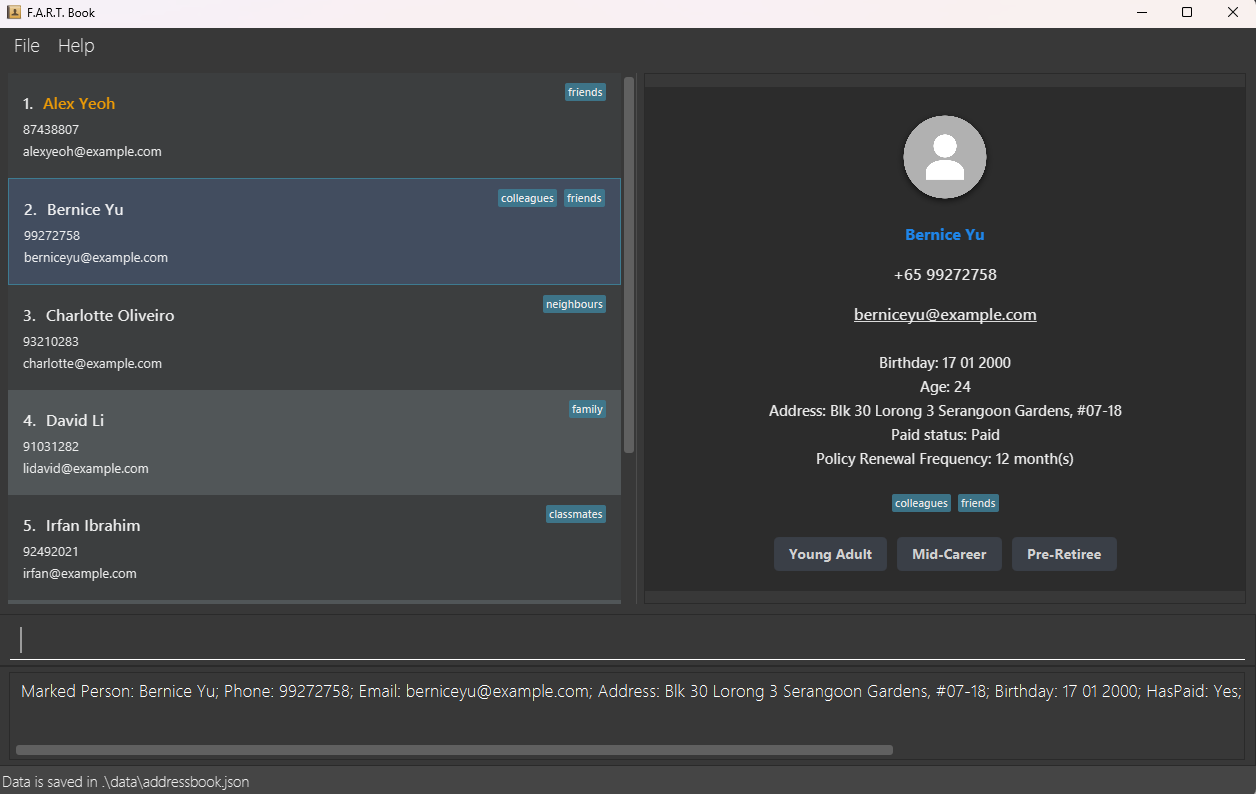 F.A.R.T. Book
File Help
1. Alex Yeoh
friends
87438807
alexyeoh@example.com
2. Bernice Yu
colleagues friends
99272758
berniceyu@example.com
3. Charlotte Oliveiro
neighbours
93210283
charlotte@example.com
4. David Li
family
91031282
lidavid@example.com
5. Irfan Ibrahim
classmates
92492021
irfan@example.com
Bernice Yu
+65 99272758
berniceyu@example.com
Birthday: 17 01 2000
Age: 24
Address: Blk 30 Lorong 3 Serangoon Gardens, #07-18
Paid status: Paid
Policy Renewal Frequency: 12 month(s)
colleagues friends
Young Adult Mid-Career Pre-Retiree
Marked Person: Bernice Yu; Phone: 99272758; Email: berniceyu@example.com; Address: Blk 30 Lorong 3 Serangoon Gardens, #07-18; Birthday: 17 01 2000; HasPaid: Yes;
Data is saved in .\data\addressbook.json